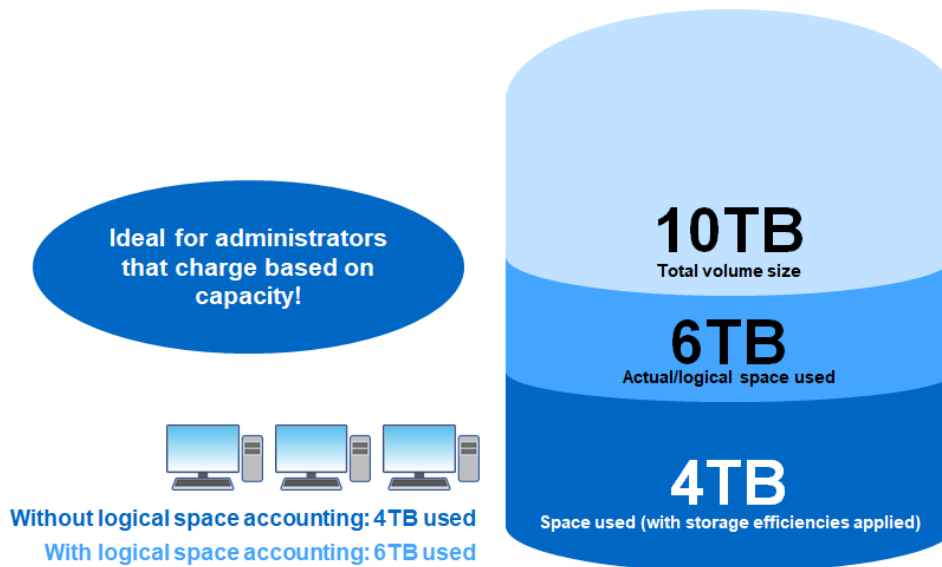 Ideal for administrators
that charge based on
capacity!
10TB
Total volume size
6TB
Actual/logical space used
4TB
Space used (with storage efficiencies applied)
Without logical space accounting: 4TB used
With logical space accounting: 6TB used